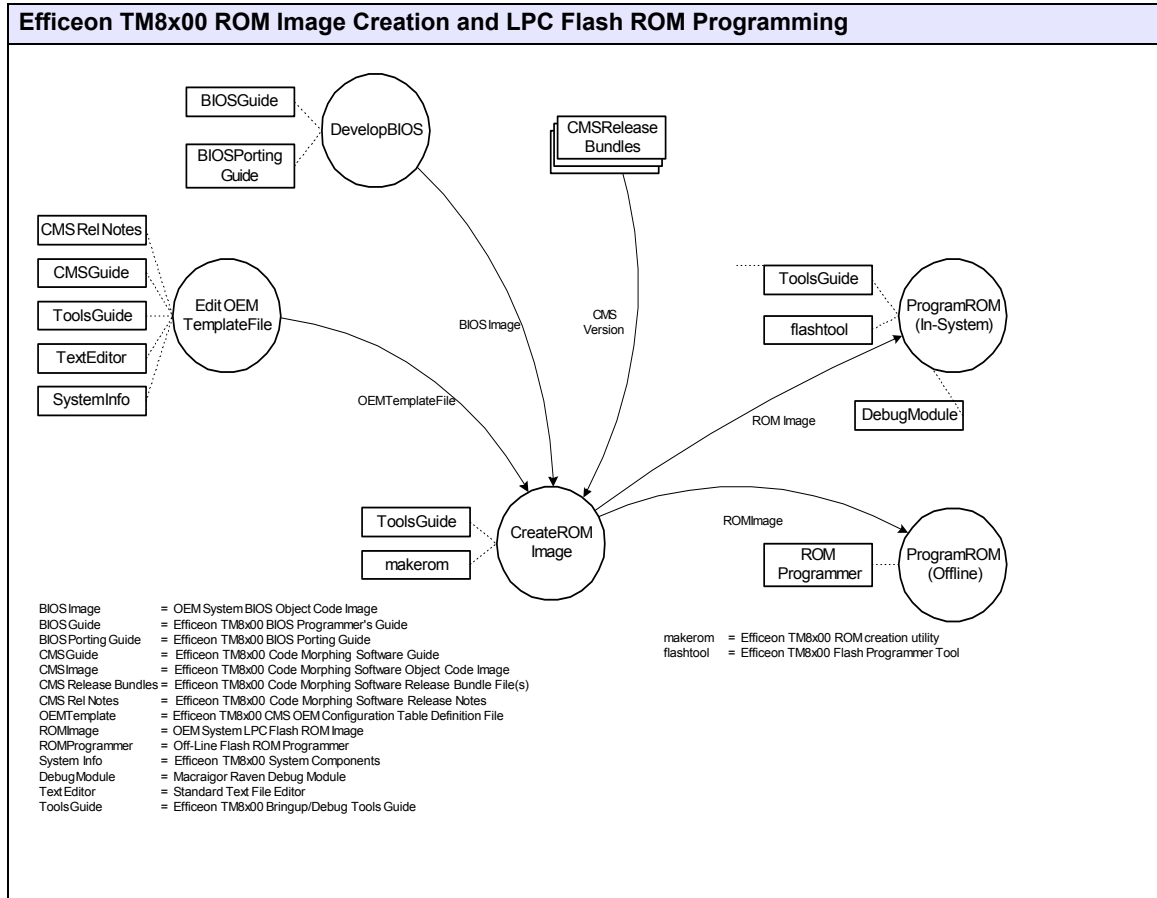 Efficeon TM8x00 ROM Image Creation and LPC Flash ROM Programming
BIOSGuide
DevelopBIOS
BIOSPorting
Guide
CMSRelease
Bundles
CMS Rel Notes
CMSGuide
ToolsGuide
TextEditor
SystemInfo
Edit OEM
TemplateFile
BIOS Image
CMS
Version
OEMTemplateFile
ToolsGuide
flashtool
ProgramROM
(In-System)
DebugModule
ROM Image
ToolsGuide
makerom
CreateROM
Image
ROMImage
ROM
Programmer
ProgramROM
(Offline)
BIOS Image = OEM System BIOS Object Code Image
BIOS Guide = Efficeon TM8x00 BIOS Programmer's Guide
BIOS Porting Guide = Efficeon TM8x00 BIOS Porting Guide
CMSGuide = Efficeon TM8x00 Code Morphing Software Guide
CMSImage = Efficeon TM8x00 Code Morphing Software Object Code Image
CMS Release Bundles = Efficeon TM8x00 Code Morphing Software Release Bundle File(s)
CMS Rel Notes = Efficeon TM8x00 Code Morphing Software Release Notes
OEMTemplate = Efficeon TM8x00 CMS OEM Configuration Table Definition File
ROMImage = OEM System LPC Flash ROM Image
ROMProgrammer = Off-Line Flash ROM Programmer
System Info = Efficeon TM8x00 System Components
DebugModule = Macraigor Raven Debug Module
Text Editor = Standard Text File Editor
ToolsGuide = Efficeon TM8x00 Bringup/Debug Tools Guide
makerom = Efficeon TM8x00 ROM creation utility
flashtool = Efficeon TM8x00 Flash Programmer Tool